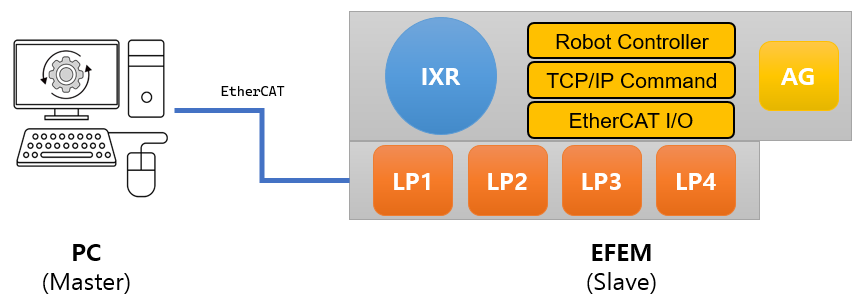 EtherCAT
IXR
Robot Controller
TCP/IP Command
EtherCAT I/O
AG
LP1
LP2
LP3
LP4
PC
(Master)
EFEM
(Slave)